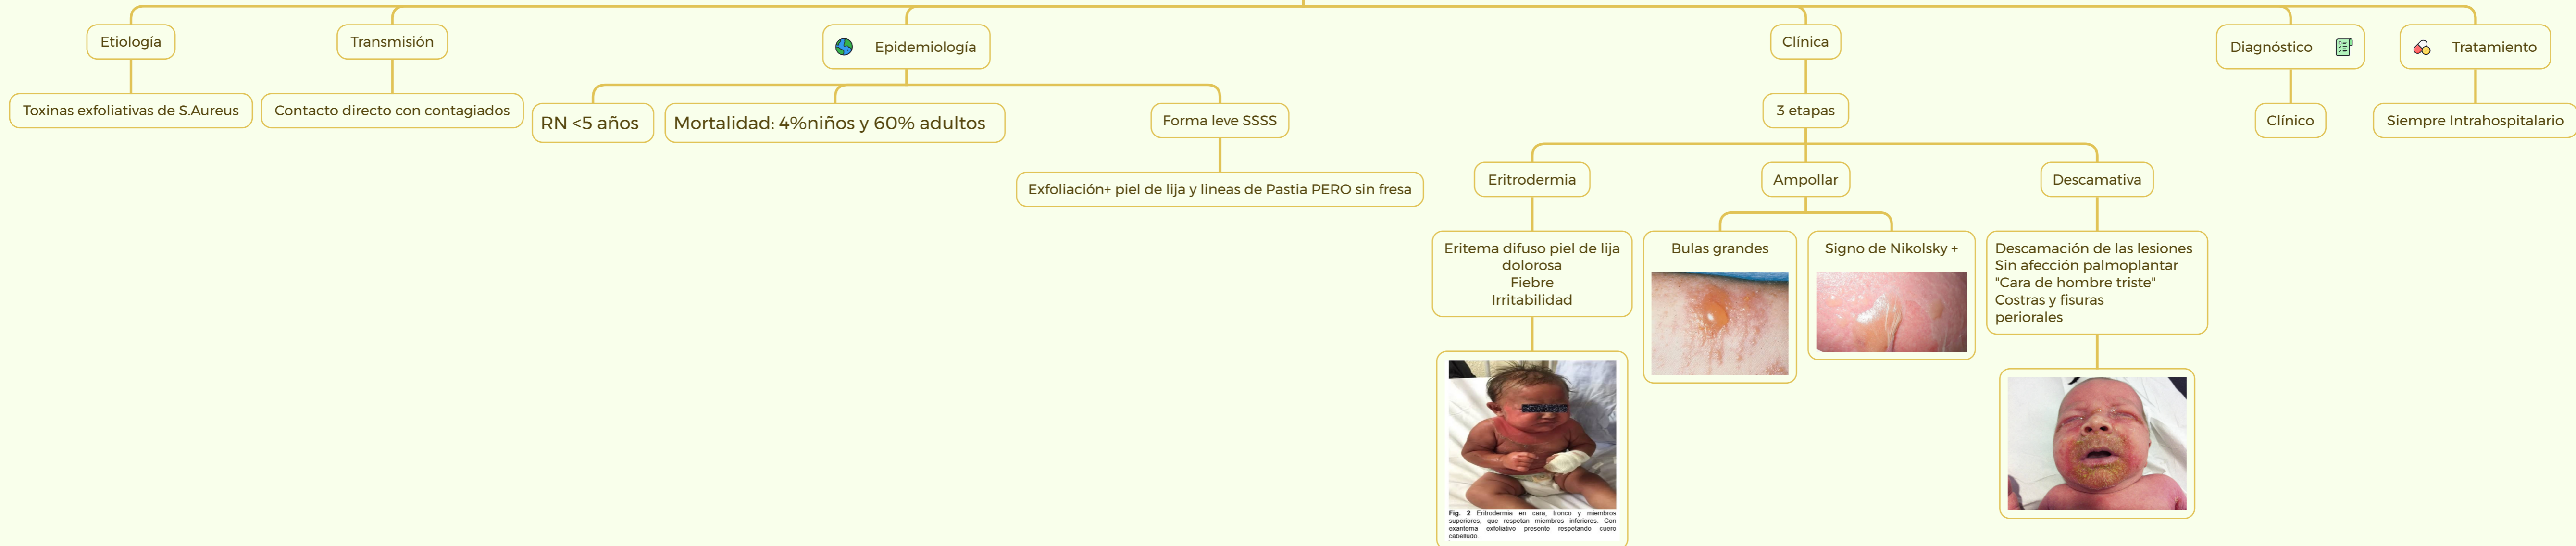 Etiología
Transmisión
Epidemiología
Clínica
Diagnóstico
Tratamiento
Toxinas exfoliativas de S.Aureus
Contacto directo con contagiados
RN <5 años
Mortalidad: 4%niños y 60% adultos
Forma leve SSSS
3 etapas
Clínico
Siempre Intrahospitalario
Exfoliación+ piel de lija y lineas de Pastia PERO sin fresa
Eritrodermia
Ampollar
Descamativa
Eritema difuso piel de lija
dolorosa
Fiebre
Irritabilidad
Bulas grandes
Signo de Nikolsky +
Descamación de las lesiones
Sin afección palmoplantar
"Cara de hombre triste"
Costras y fisuras
periorales
Fig. 2 Eritrodermia en cara, tronco y miembros
superiores, que respetan miembros inferiores. Con
exantema exfoliativo presente respetando cuero
cabelludo.